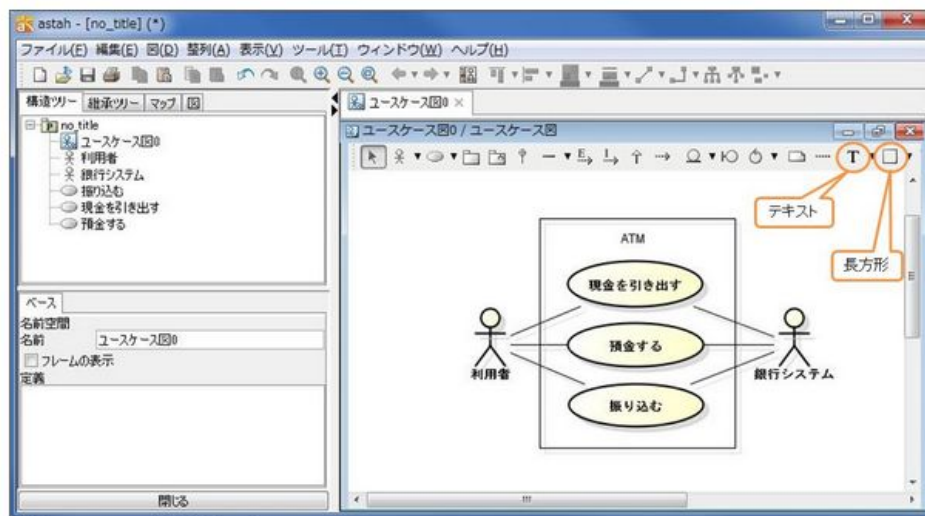 astah - [no_title] (*)
ファイル(F) 編集(E) 図(D) 整列(A) 表示(V) ツール(T) ウィンドウ(W) ヘルプ(H)
構造ツリー 継承ツリー マップ 図
no_title
ユースケース図0
利用者
銀行システム
振り込む
現金を引き出す
預金する
ベース
名前空間
名前 ユースケース図0
フレームの表示
定義
閉じる
ユースケース図0
ユースケース図0 / ユースケース図
E I T
テキスト
長方形
ATM
現金を引き出す
預金する
振り込む
利用者
銀行システム